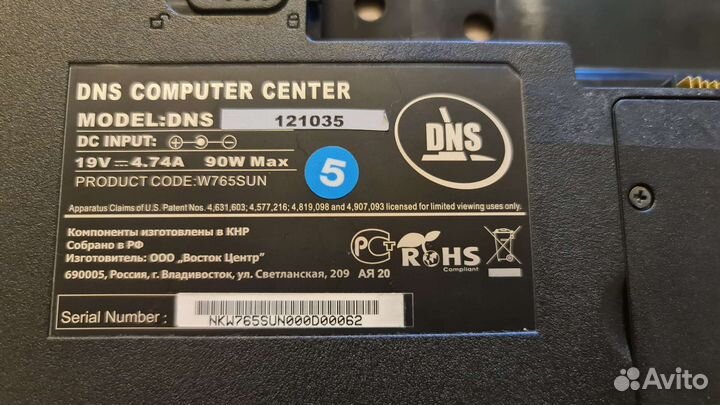 DNS COMPUTER CENTER
MODEL:DNS 121035
DC INPUT:
19V 4.74A 90W Max
PRODUCT CODE:W765SUN
5
DNS
Apparatus Claims of U.S. Patent Nos. 4,631,603; 4,577,216; 4,819,098 and 4,907,093 licensed for limited viewing uses only.
Компоненты изготовлены в КНР
Собрано в РФ
Изготовитель: ООО „Восток Центр"
690005, Россия, г. Владивосток, ул. Светланская, 209 АЯ 20
РСТ
ROHS
Compliant
Serial Number :
NKW765SUN000D00062
Avito